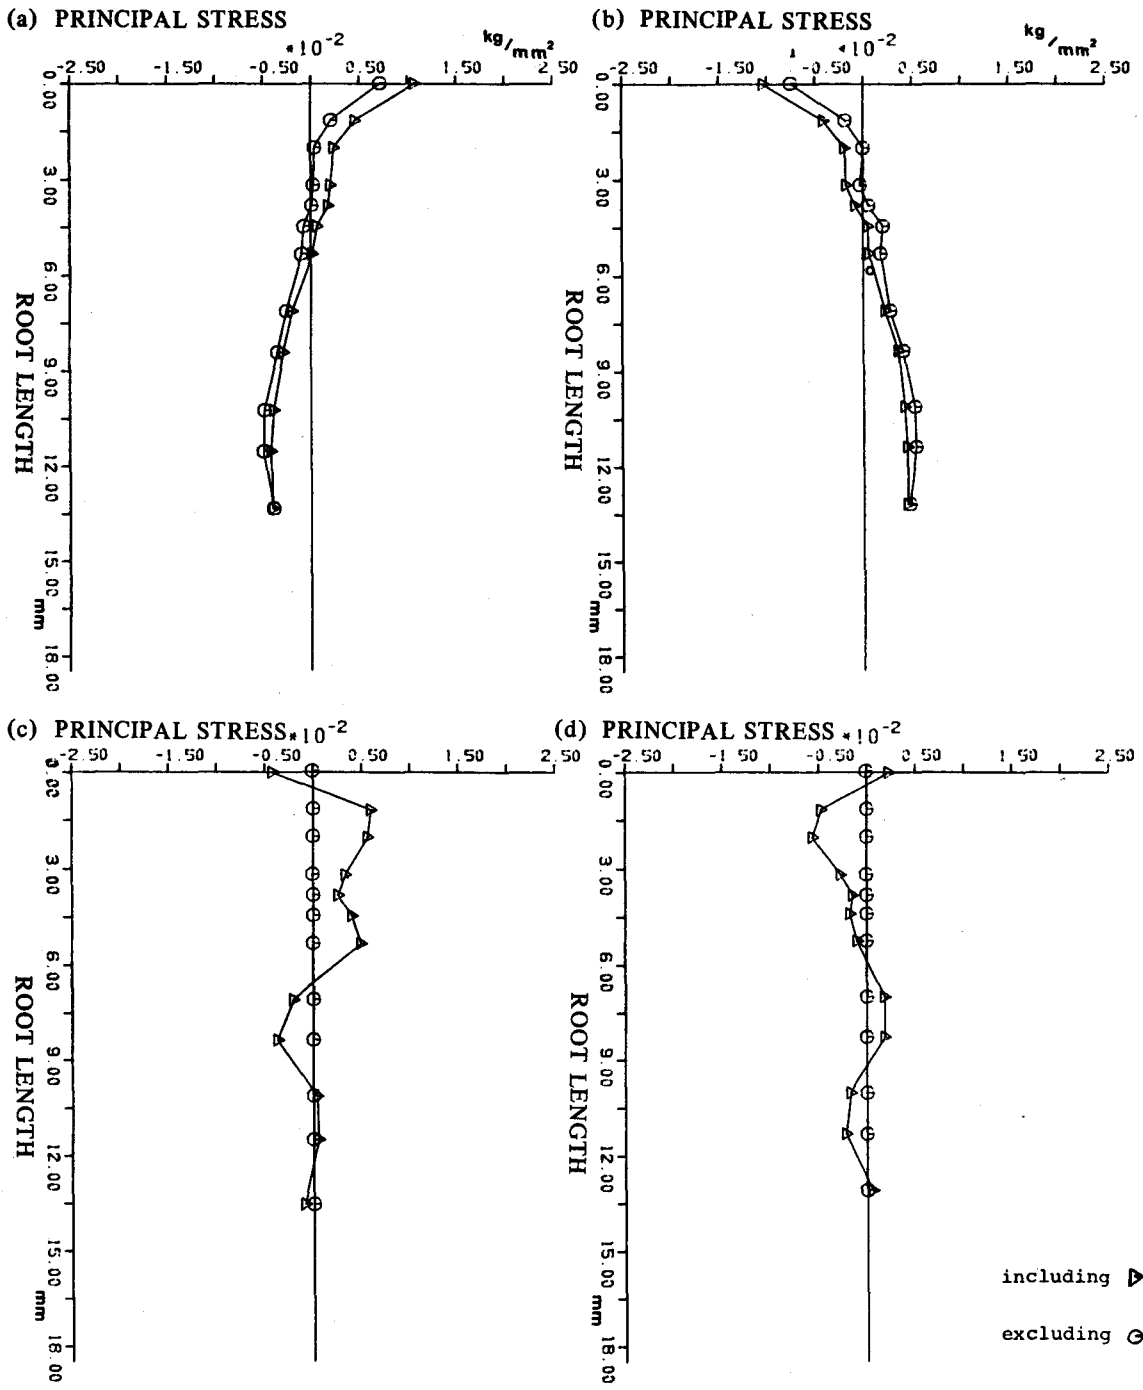 (a) PRINCIPAL STRESS
*10-2 kg/mm2
-2.50 -1.50 -0.50 0.50 1.50 2.50
0.00
3.00
6.00
9.00
12.00
15.00
18.00
mm
ROOT LENGTH
(b) PRINCIPAL STRESS
*10-2 kg/mm2
-2.50 -1.50 -0.50 0.50 1.50 2.50
0.00
3.00
6.00
9.00
12.00
15.00
18.00
mm
ROOT LENGTH
(c) PRINCIPAL STRESS *10-2
-2.50 -1.50 -0.50 0.50 1.50 2.50
0.00
3.00
6.00
9.00
12.00
15.00
18.00
mm
ROOT LENGTH
(d) PRINCIPAL STRESS *10-2
-2.50 -1.50 -0.50 0.50 1.50 2.50
0.00
3.00
6.00
9.00
12.00
15.00
18.00
mm
ROOT LENGTH
including
excluding